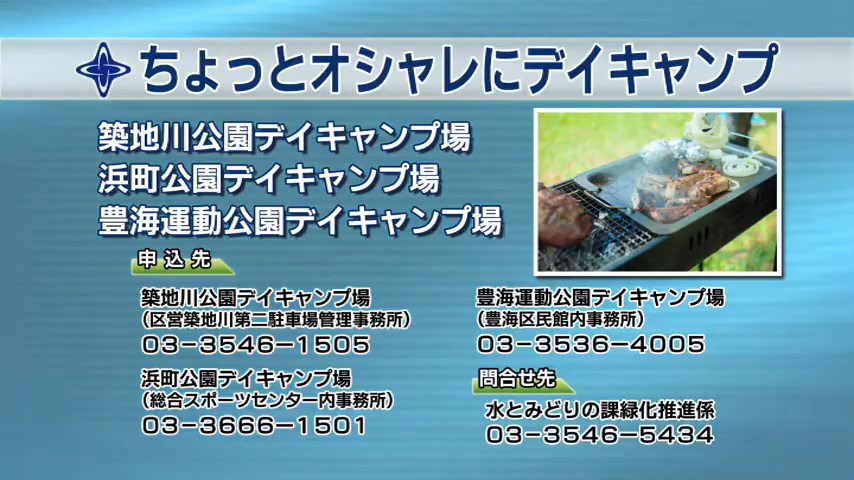 ちょっとオシャレにデイキャンプ
築地川公園デイキャンプ場
浜町公園デイキャンプ場
豊海運動公園デイキャンプ場
申込先
築地川公園デイキャンプ場
（区営築地川第二駐車場管理事務所）
03－3546－1505
浜町公園デイキャンプ場
（総合スポーツセンター内事務所）
03－3666－1501
豊海運動公園デイキャンプ場
（豊海区民館内事務所）
03－3536－4005
問合せ先
水とみどりの課緑化推進係
03－3546－5434